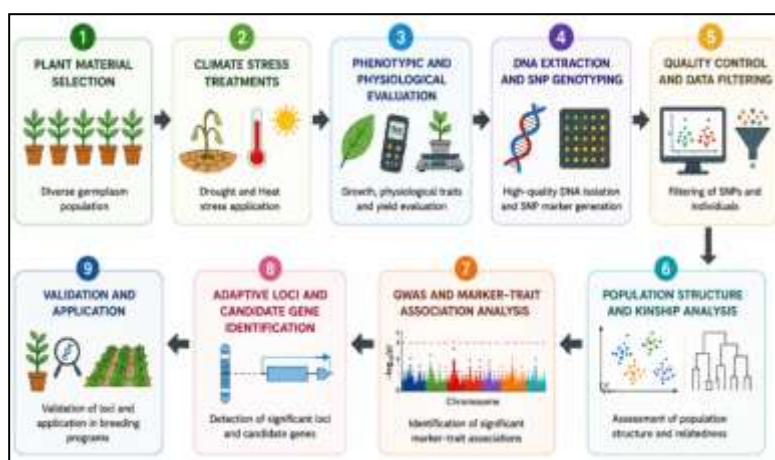 1
PLANT MATERIAL
SELECTION
Diverse germplasm
population
2
CLIMATE STRESS
TREATMENTS
Drought and Heat
stress application
3
PHENOTYPIC AND
PHYSIOLOGICAL
EVALUATION
Growth, physiological traits
and yield evaluation
4
DNA EXTRACTION
AND SNP GENOTYPING
High-quality DNA isolation
and SNP marker generation
5
QUALITY CONTROL
AND DATA FILTERING
Filtering of SNPs and
individuals
6
POPULATION STRUCTURE
AND KINSHIP ANALYSIS
Assessment of population
structure and relatedness
7
GWAS AND MARKER-TRAIT
ASSOCIATION ANALYSIS
Chromosome
Identification of significant
marker-trait associations
8
ADAPTIVE LOCI AND
CANDIDATE GENE
IDENTIFICATION
Detection of significant loci
and candidate genes
9
VALIDATION AND
APPLICATION
Validation of loci and
application in breeding
programs